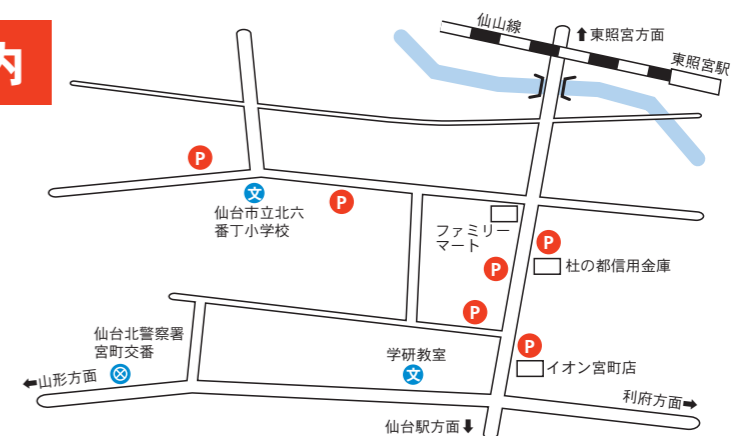 内
仙山線
⬆東照宮方面
東照宮駅
P
文
仙台市立北六
番丁小学校
P
ファミリー
マート
P
P
杜の都信用金庫
P
仙台北警察署
宮町交番
⬅山形方面
学研教室
文
P
イオン宮町店
利府方面➡
仙台駅方面⬇